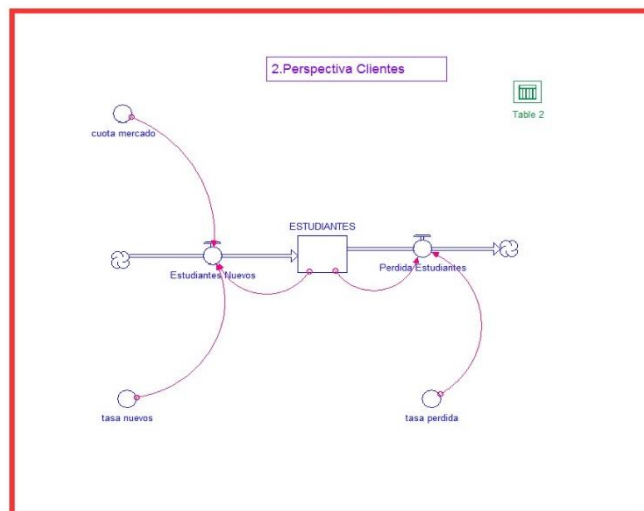 2.Perspectiva Clientes
Table 2
cuota mercado
ESTUDIANTES
Estudiantes Nuevos
Perdida Estudiantes
tasa nuevos
tasa perdida